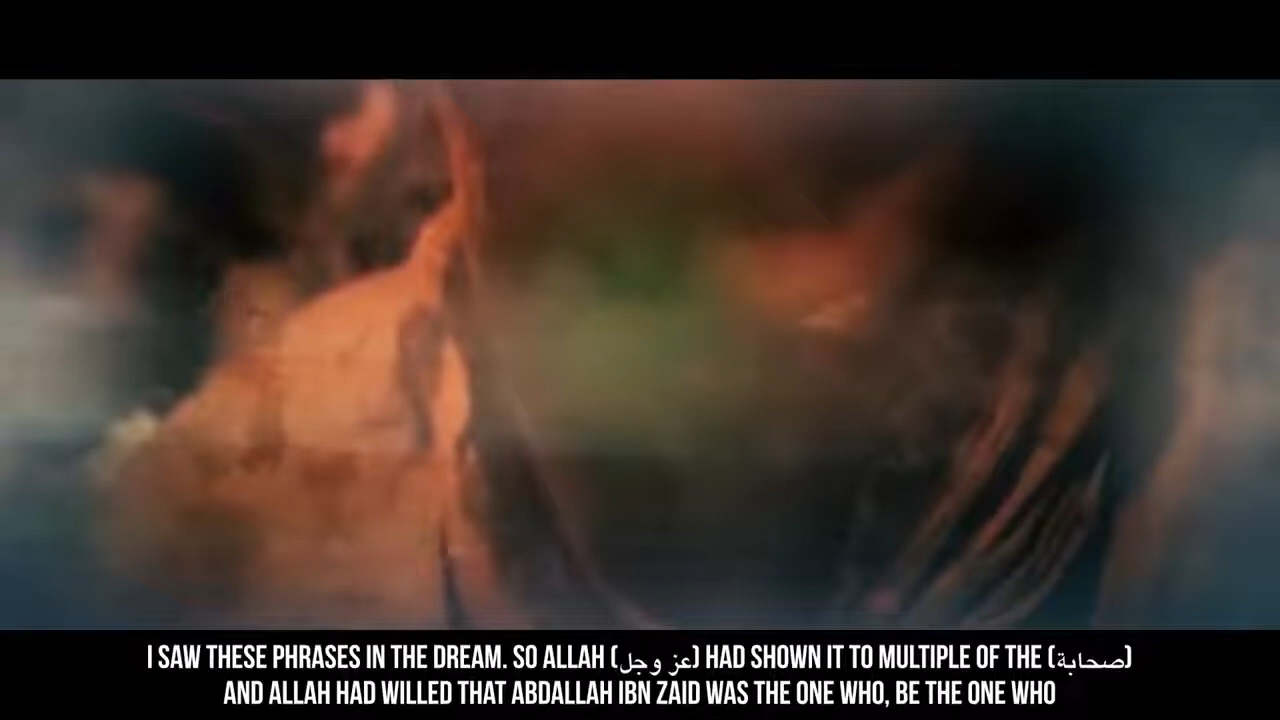 I SAW THESE PHRASES IN THE DREAM. SO ALLAH (عز وجل) HAD SHOWN IT TO MULTIPLE OF THE (صحابة)
AND ALLAH HAD WILLED THAT ABDALLAH IBN ZAID WAS THE ONE WHO, BE THE ONE WHO